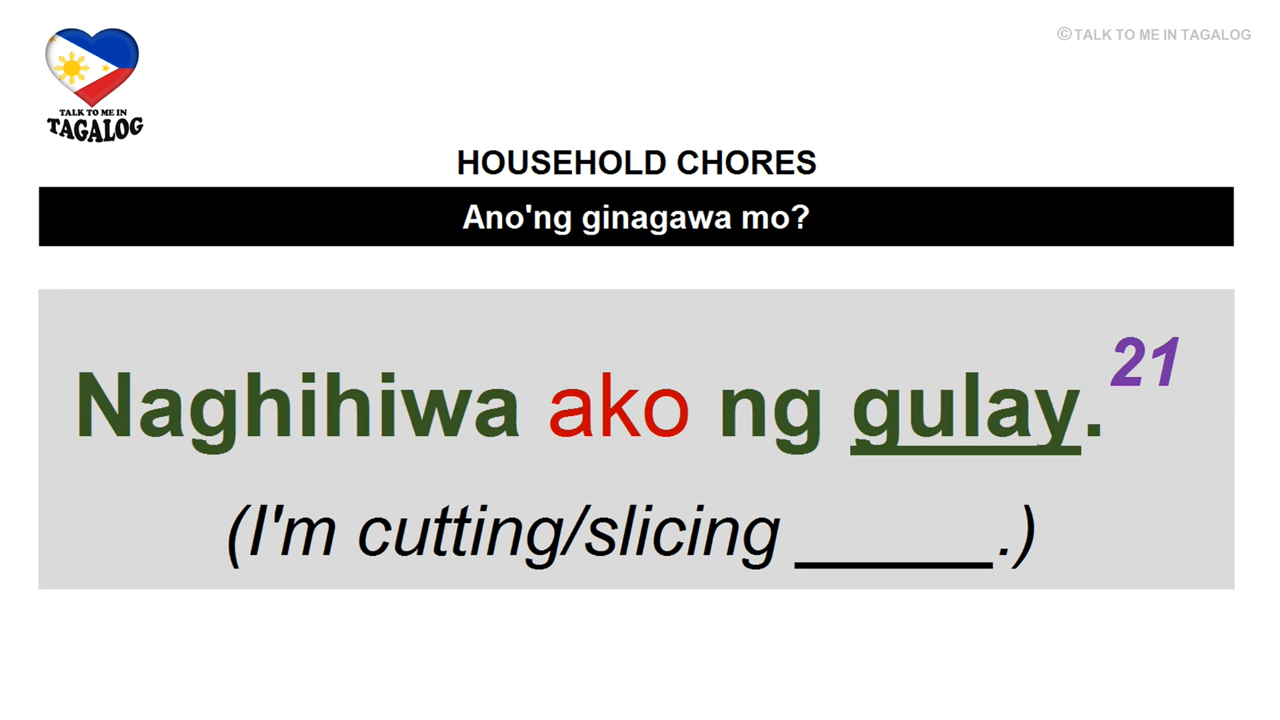 © TALK TO ME IN TAGALOG
TALK TO ME IN
TAGALOG
HOUSEHOLD CHORES
Ano'ng ginagawa mo?
Naghihiwa ako ng gulay.21
(I'm cutting/slicing _____.)